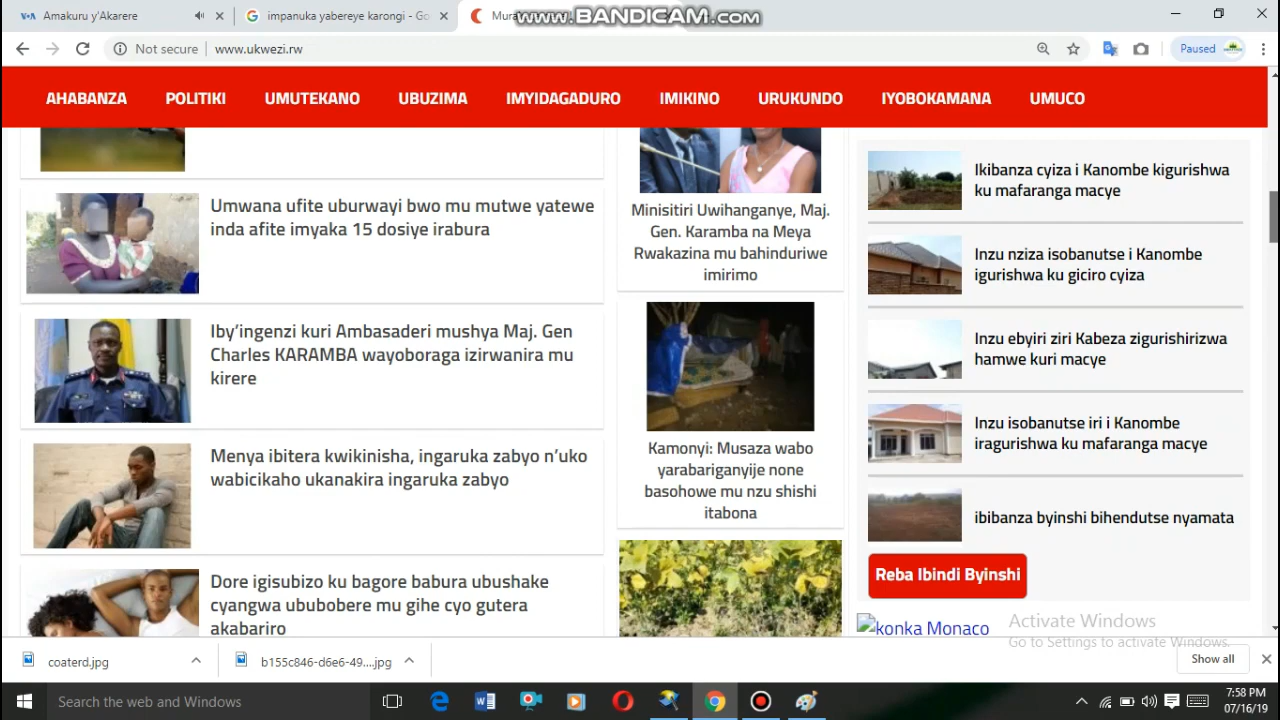 Amakuru y'Akarere
impanuka yabereye karongi - Go
www.BANDICAM.com
Not secure
www.ukwezi.rw
Paused
AHABANZA
POLITIKI
UMUTEKANO
UBUZIMA
IMYIDAGADURO
IMIKINO
URUKUNDO
IYOBOKAMANA
UMUCO
Umwana ufite uburwayi bwo mu mutwe yatewe
inda afite imyaka 15 dosiye irabura
Iby'ingenzi kuri Ambasaderi mushya Maj. Gen
Charles KARAMBA wayoboraga izirwanira mu
kirere
Menya ibitera kwikinisha, ingaruka zabyo n'uko
wabicikaho ukanakira ingaruka zabyo
Dore igisubizo ku bagore babura ubushake
cyangwa ububobere mu gihe cyo gutera
akabariro
Minisitiri Uwihanganye, Maj.
Gen. Karamba na Meya
Rwakazina mu bahinduriwe
imirimo
Kamonyi: Musaza wabo
yarabariganyije none
basohowe mu nzu shishi
itabona
Ikibanza cyiza i Kanombe kigurishwa
ku mafaranga macye
Inzu nziza isobanutse i Kanombe
igurishwa ku giciro cyiza
Inzu ebyiri ziri Kabeza zigurishirizwa
hamwe kuri macye
Inzu isobanutse iri i Kanombe
iragurishwa ku mafaranga macye
ibibanza byinshi bihendutse nyamata
Reba Ibindi Byinshi
konka Monaco
Activate Windows
Go to Settings to activate Windows.
coaterd.jpg
b155c846-d6e6-49....jpg
Show all
Search the web and Windows
7:58 PM
07/16/19